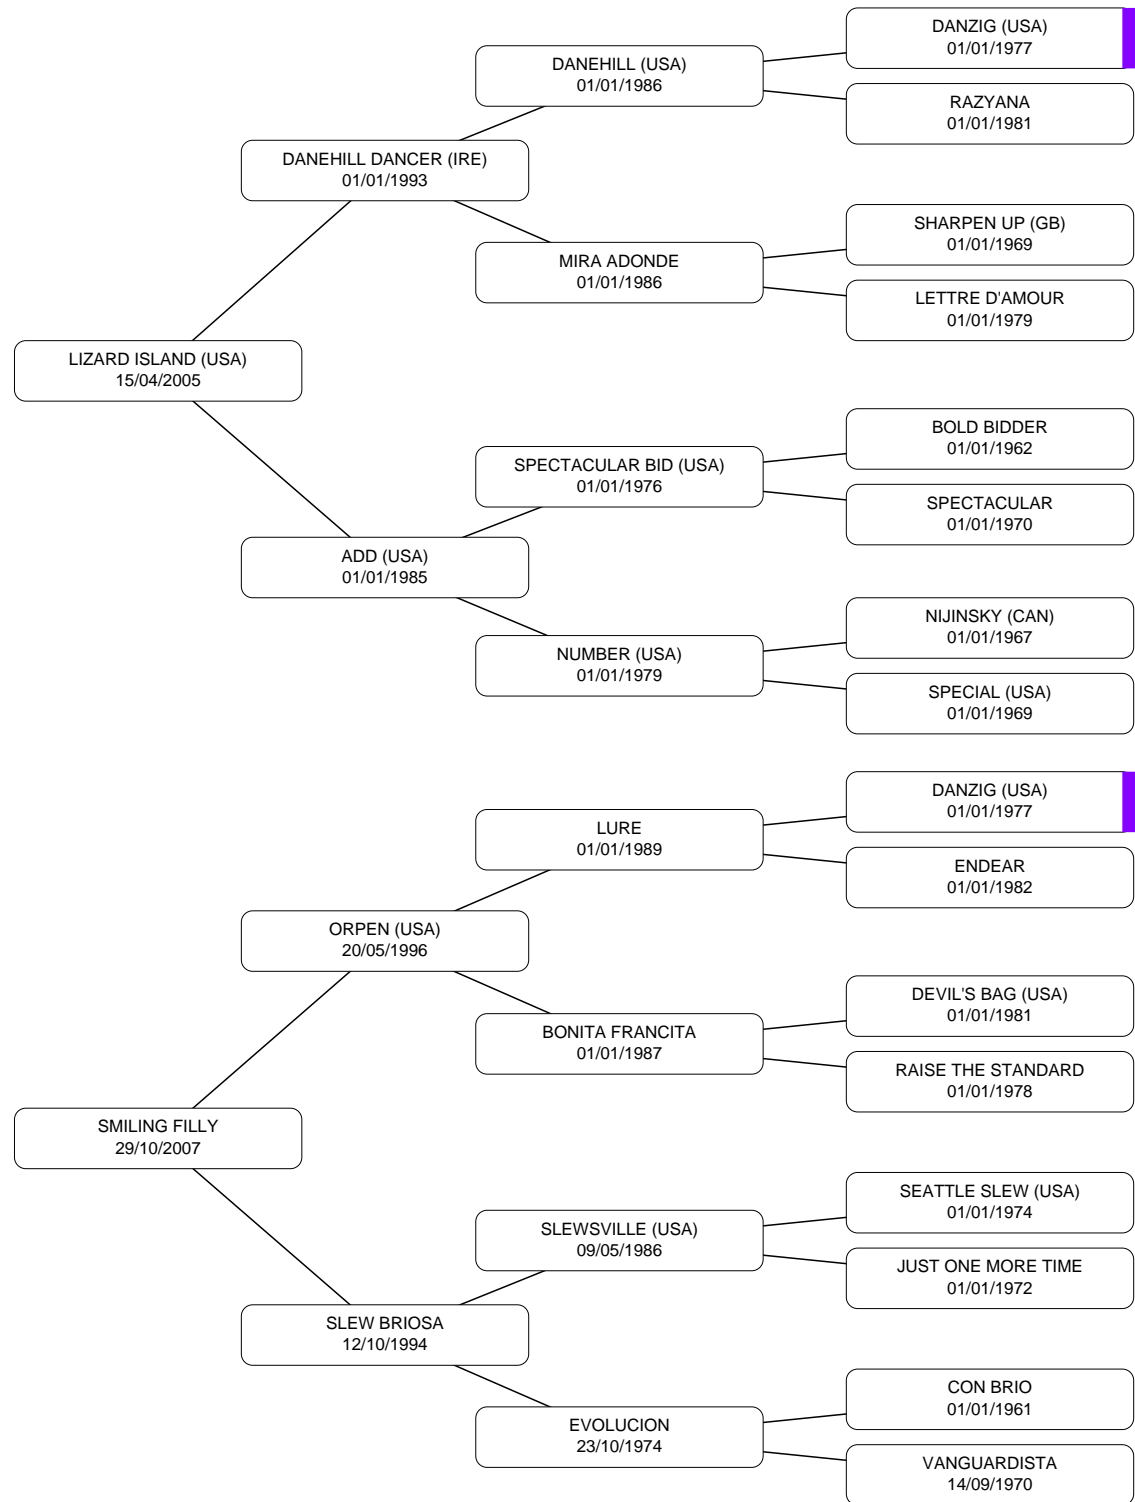 DANZIG (USA)
01/01/1977
DANEHILL (USA)
01/01/1986
RAZYANA
01/01/1981
DANEHILL DANCER (IRE)
01/01/1993
SHARPEN UP (GB)
01/01/1969
MIRA ADONDE
01/01/1986
LETTRE D'AMOUR
01/01/1979
LIZARD ISLAND (USA)
15/04/2005
BOLD BIDDER
01/01/1962
SPECTACULAR BID (USA)
01/01/1976
SPECTACULAR
01/01/1970
ADD (USA)
01/01/1985
NIJINSKY (CAN)
01/01/1967
NUMBER (USA)
01/01/1979
SPECIAL (USA)
01/01/1969
DANZIG (USA)
01/01/1977
LURE
01/01/1989
ENDEAR
01/01/1982
ORPEN (USA)
20/05/1996
DEVIL'S BAG (USA)
01/01/1981
BONITA FRANCITA
01/01/1987
RAISE THE STANDARD
01/01/1978
SMILING FILLY
29/10/2007
SEATTLE SLEW (USA)
01/01/1974
SLEWSVILLE (USA)
09/05/1986
JUST ONE MORE TIME
01/01/1972
SLEW BRIOSA
12/10/1994
CON BRIO
01/01/1961
EVOLUCION
23/10/1974
VANGUARDISTA
14/09/1970